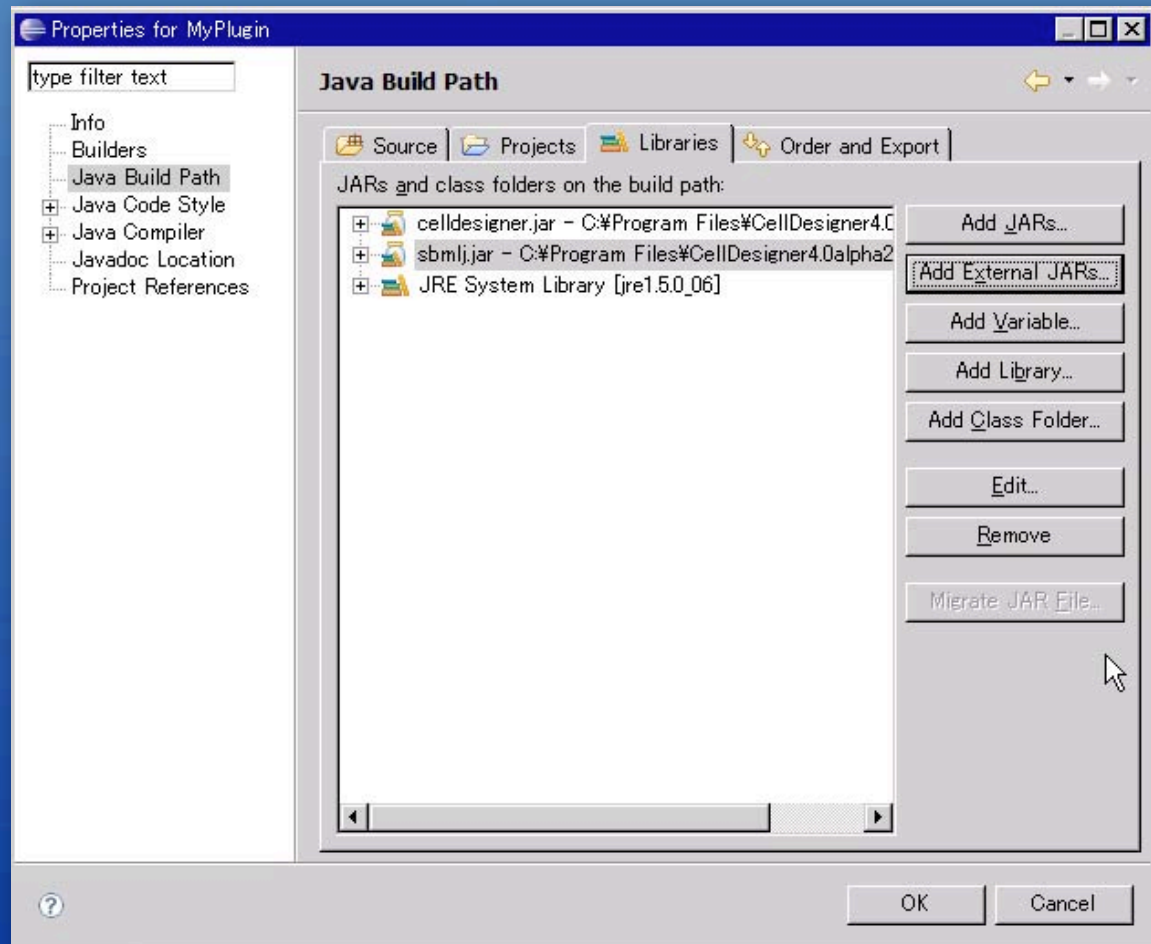 Properties for MyPlugin
type filter text
Info
Builders
Java Build Path
Java Code Style
Java Compiler
Javadoc Location
Project References
Java Build Path
Source
Projects
Libraries
Order and Export
JARs and class folders on the build path:
celldesigner.jar - C:¥Program Files¥CellDesigner4.0
sbmlj.jar - C:¥Program Files¥CellDesigner4.0alpha2
JRE System Library [jre1.5.0_06]
Add JARs...
Add External JARs...
Add Variable...
Add Library...
Add Class Folder...
Edit...
Remove
Migrate JAR File...
?
OK
Cancel